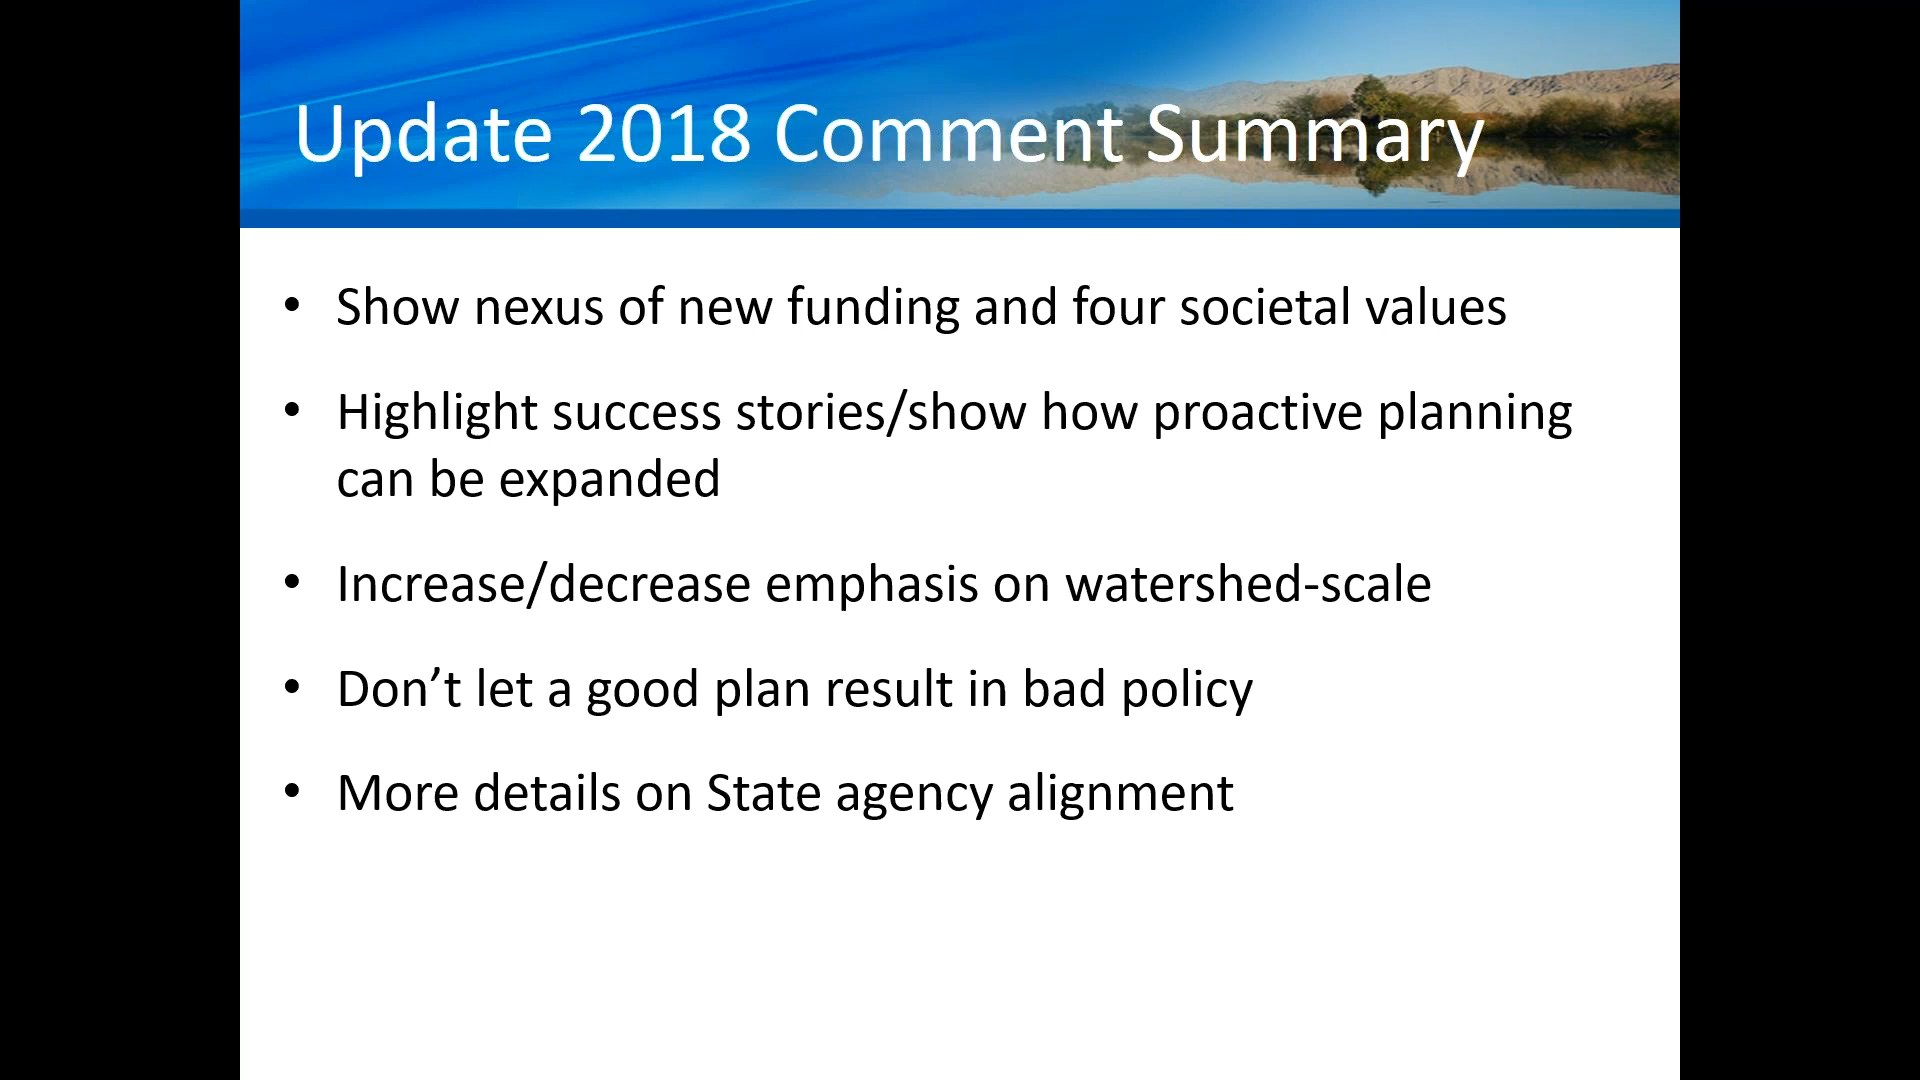 Update 2018 Comment Summary
• Show nexus of new funding and four societal values
• Highlight success stories/show how proactive planning
can be expanded
• Increase/decrease emphasis on watershed-scale
• Don’t let a good plan result in bad policy
• More details on State agency alignment